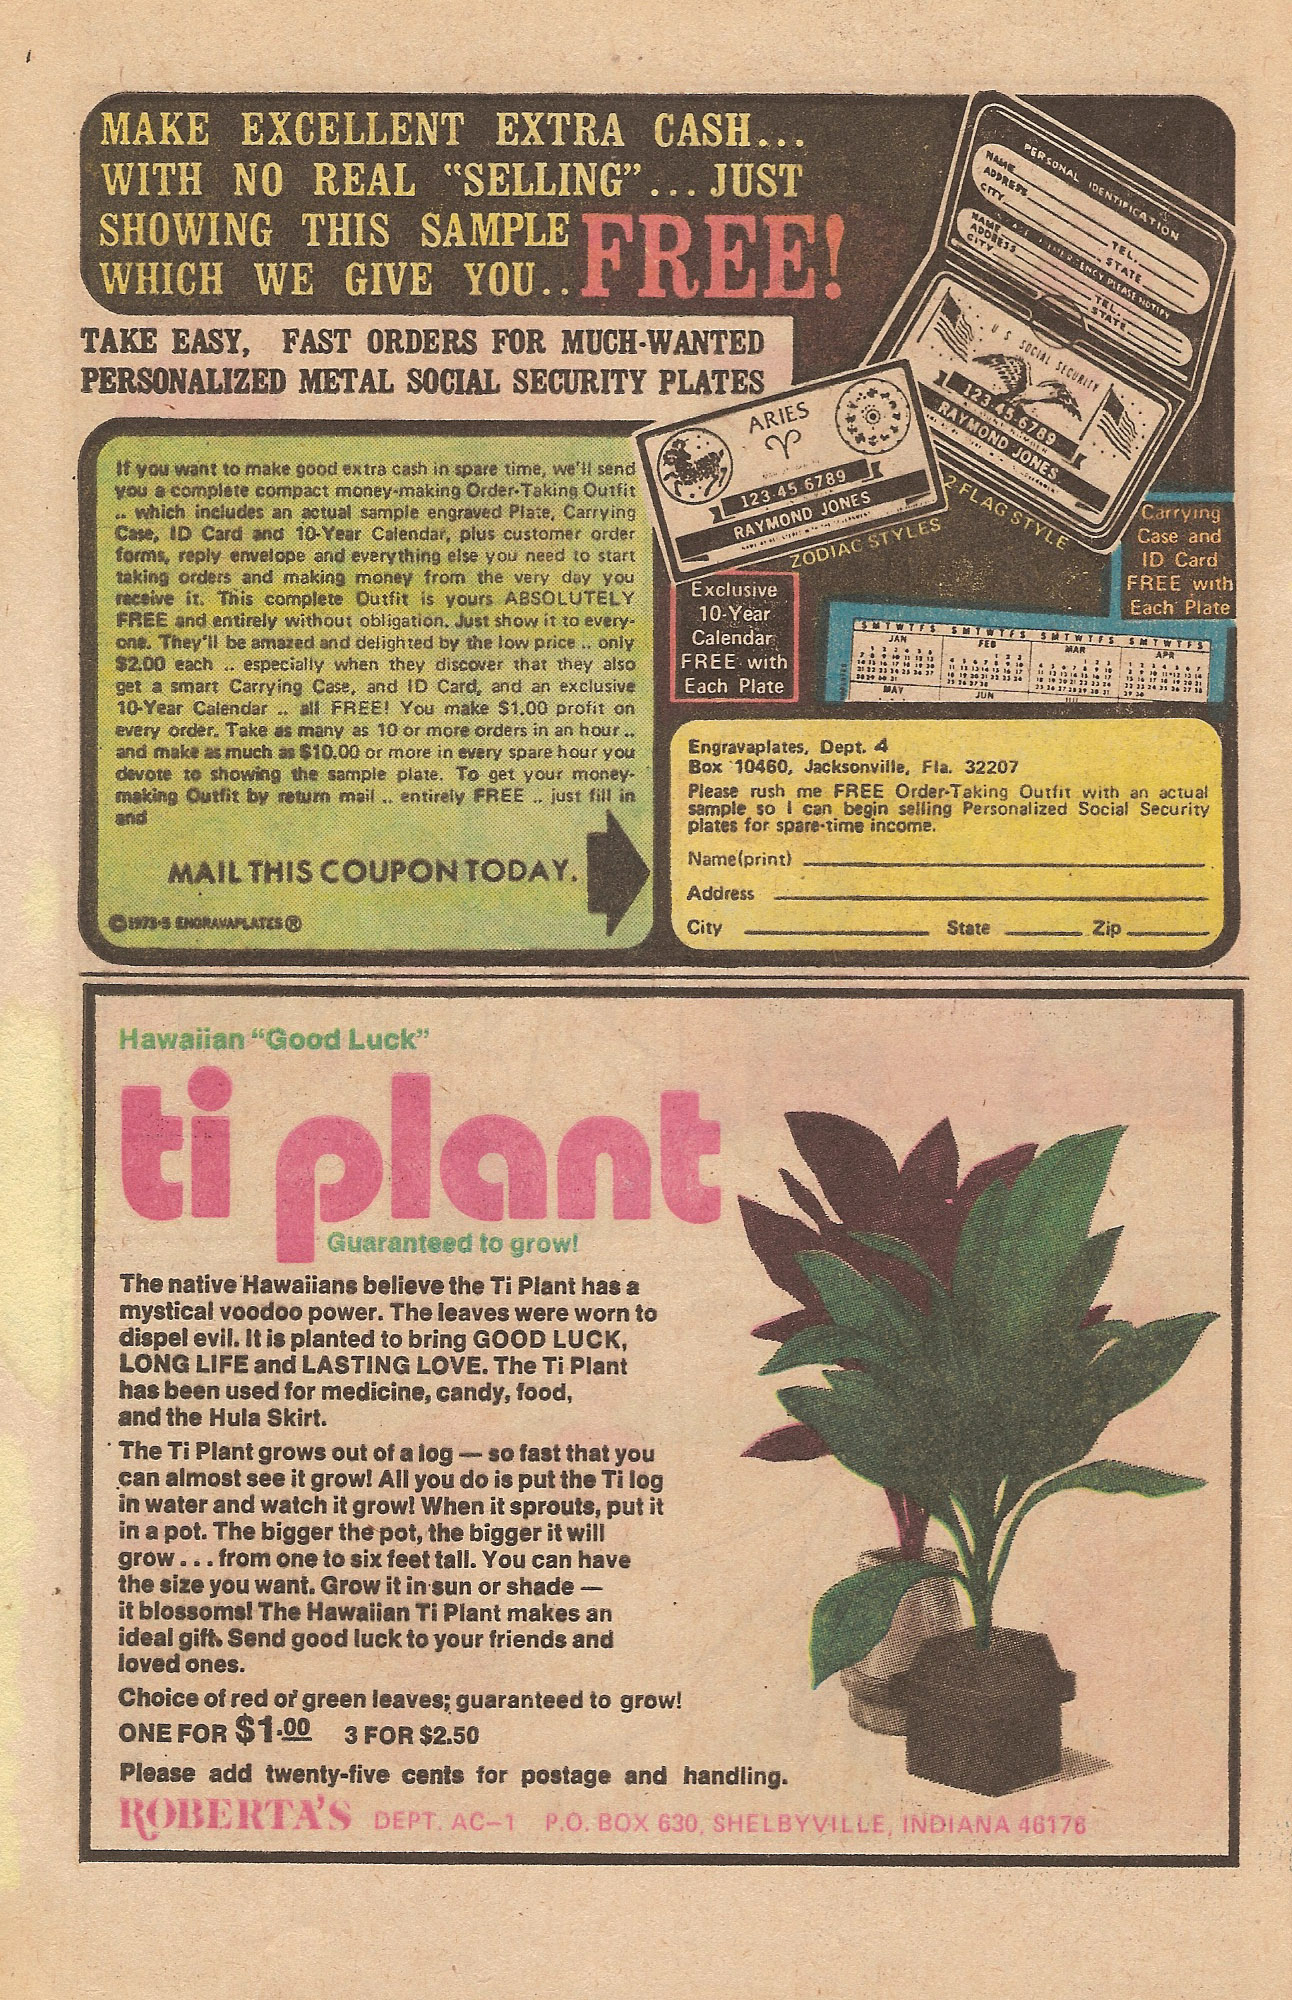 MAKE EXCELLENT EXTRA CASH...
WITH NO REAL "SELLING"... JUST
SHOWING THIS SAMPLE FREE!
WHICH WE GIVE YOU..
TAKE EASY, FAST ORDERS FOR MUCH-WANTED
PERSONALIZED METAL SOCIAL SECURITY PLATES
PERSONAL IDENTIFICATION
NAME
ADDRESS TEL.
CITY STATE
NAME EMERGENCY PLEASE NOTIFY
ADDRESS TEL.
CITY STATE
U S SOCIAL SECURITY
123 45 6789
RAYMOND JONES
2-FLAG STYLE
ARIES
123 45 6789
RAYMOND JONES
ZODIAC STYLES
Carrying
Case and
ID Card
FREE with
Each Plate
Exclusive
10-Year
Calendar
FREE with
Each Plate
S M T W T F S S M T W T F S S M T W T F S S M T W T F S
JAN FEB MAR APR
MAY JUN
If you want to make good extra cash in spare time, we'll send
you a complete compact money-making Order-Taking Outfit
.. which includes an actual sample engraved Plate, Carrying
Case, ID Card and 10-Year Calendar, plus customer order
forms, reply envelope and everything else you need to start
taking orders and making money from the very day you
receive it. This complete Outfit is yours ABSOLUTELY
FREE and entirely without obligation. Just show it to every-
one. They'll be amazed and delighted by the low price .. only
$2.00 each .. especially when they discover that they also
get a smart Carrying Case, and ID Card, and an exclusive
10-Year Calendar .. all FREE! You make $1.00 profit on
every order. Take as many as 10 or more orders in an hour ..
and make as much as $10.00 or more in every spare hour you
devote to showing the sample plate. To get your money-
making Outfit by return mail .. entirely FREE .. just fill in
and
MAIL THIS COUPON TODAY.
©1973-5 ENGRAVAPLATES®
Engravaplates, Dept. 4
Box 10460, Jacksonville, Fla. 32207
Please rush me FREE Order-Taking Outfit with an actual
sample so I can begin selling Personalized Social Security
plates for spare-time income.
Name(print)
Address
City State Zip
Hawaiian "Good Luck"
ti plant
Guaranteed to grow!
The native Hawaiians believe the Ti Plant has a
mystical voodoo power. The leaves were worn to
dispel evil. It is planted to bring GOOD LUCK,
LONG LIFE and LASTING LOVE. The Ti Plant
has been used for medicine, candy, food,
and the Hula Skirt.
The Ti Plant grows out of a log — so fast that you
can almost see it grow! All you do is put the Ti log
in water and watch it grow! When it sprouts, put it
in a pot. The bigger the pot, the bigger it will
grow . . . from one to six feet tall. You can have
the size you want. Grow it in sun or shade —
it blossoms! The Hawaiian Ti Plant makes an
ideal gift. Send good luck to your friends and
loved ones.
Choice of red or green leaves; guaranteed to grow!
ONE FOR $1.00 3 FOR $2.50
Please add twenty-five cents for postage and handling.
ROBERTA'S DEPT. AC-1 P.O. BOX 630, SHELBYVILLE, INDIANA 46176